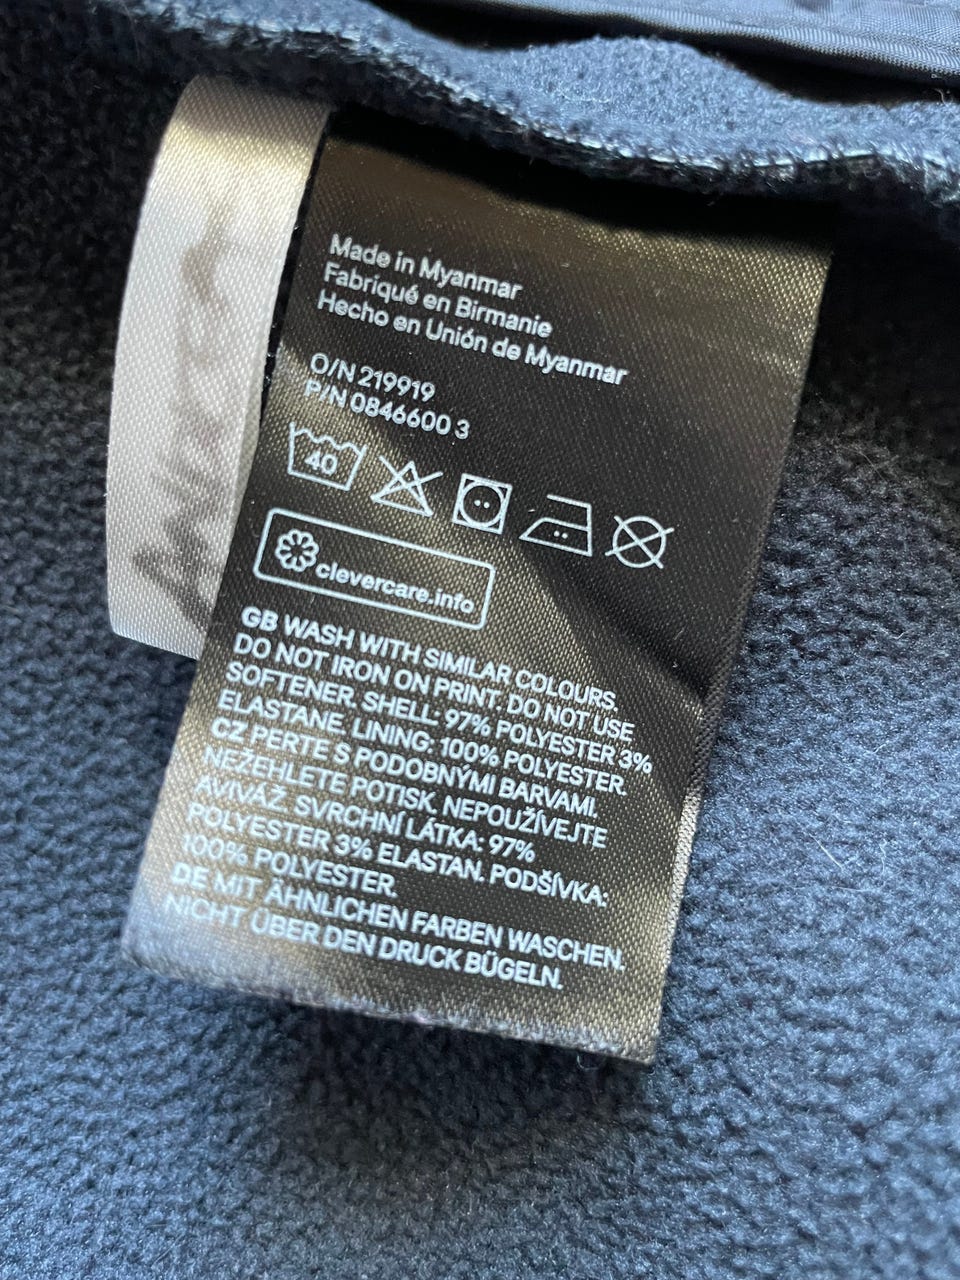 Made in Myanmar
Fabriqué en Birmanie
Hecho en Unión de Myanmar
O/N 219919
P/N 0846600 3
40
clevercare.info
GB WASH WITH SIMILAR COLOURS.
DO NOT IRON ON PRINT. DO NOT USE
SOFTENER. SHELL: 97% POLYESTER 3%
ELASTANE. LINING: 100% POLYESTER.
CZ PERTE S PODOBNÝMI BARVAMI.
NEŽEHLETE POTISK. NEPOUŽÍVEJTE
AVIVÁŽ. SVRCHNÍ LÁTKA: 97%
POLYESTER 3% ELASTAN. PODŠÍVKA:
100% POLYESTER.
DE MIT ÄHNLICHEN FARBEN WASCHEN.
NICHT ÜBER DEN DRUCK BÜGELN.